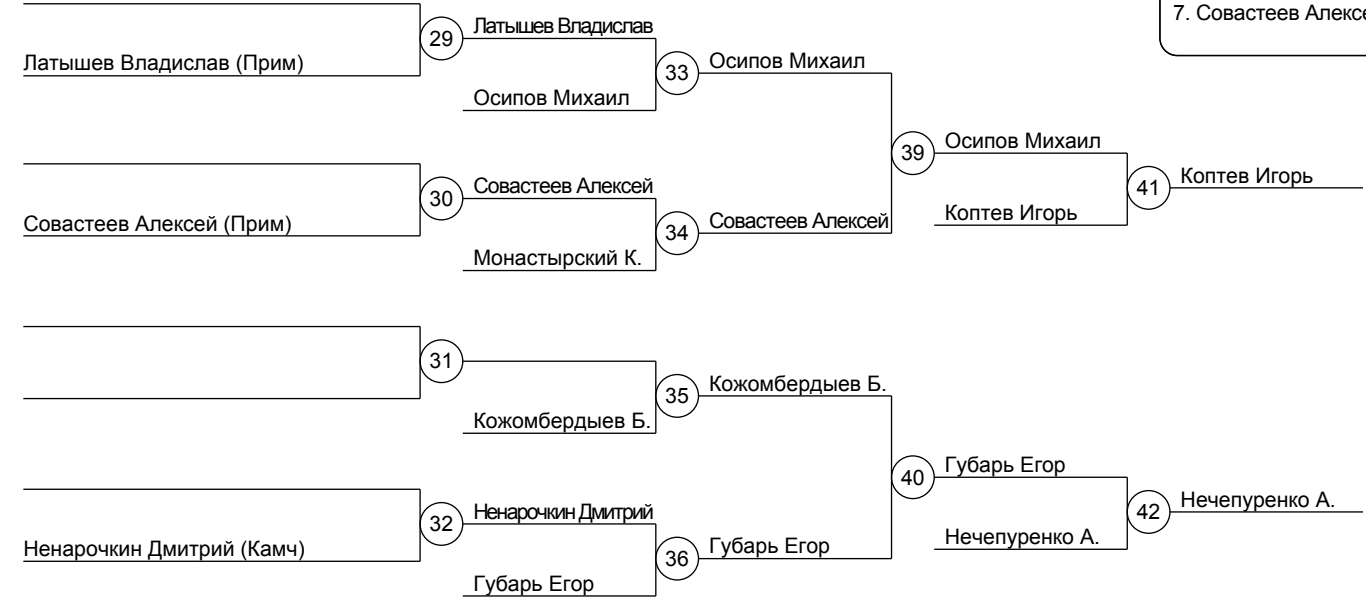 7. Совастеев Алексе
29
Латышев Владислав
Латышев Владислав (Прим)
33
Осипов Михаил
Осипов Михаил
39
Осипов Михаил
30
Совастеев Алексей
41
Коптев Игорь
Совастеев Алексей (Прим)
34
Совастеев Алексей
Коптев Игорь
Монастырский К.
31
35
Кожомбердыев Б.
Кожомбердыев Б.
40
Губарь Егор
32
Ненарочкин Дмитрий
42
Нечепуренко А.
Ненарочкин Дмитрий (Камч)
36
Губарь Егор
Нечепуренко А.
Губарь Егор